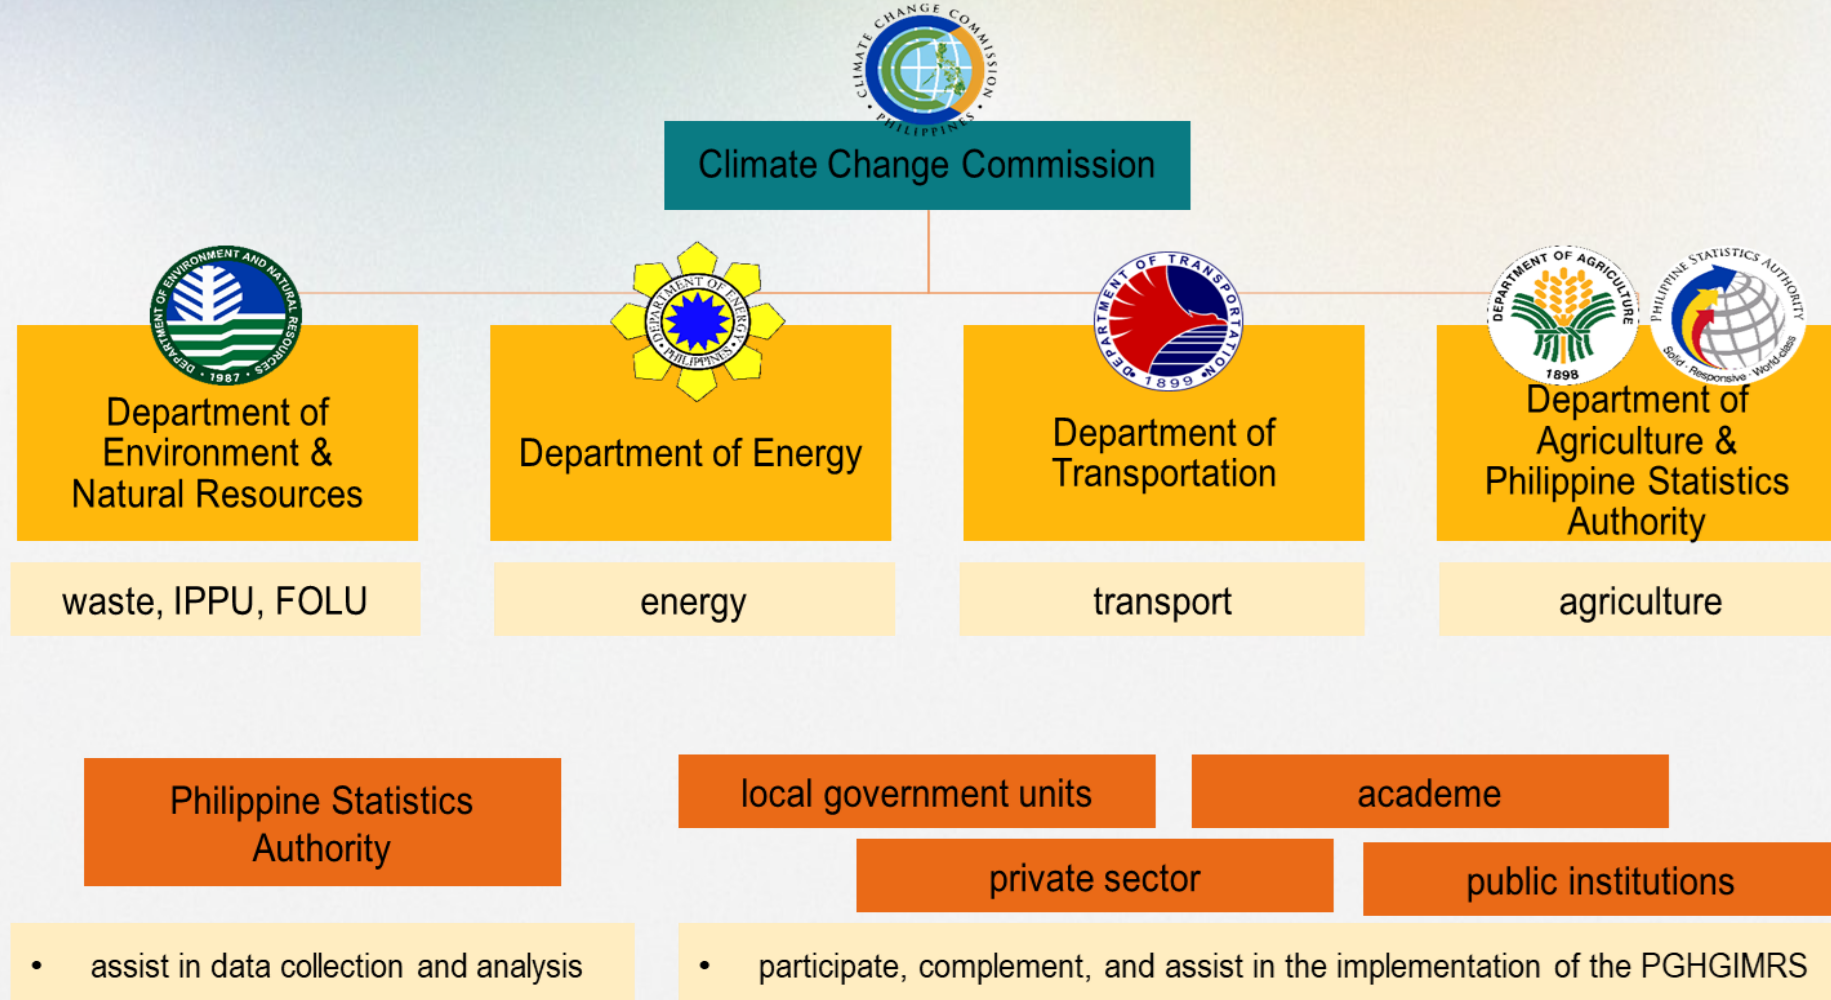 CLIMATE CHANGE COMMISSION
PHILIPPINES
Climate Change Commission
DEPARTMENT OF ENVIRONMENT AND NATURAL RESOURCES
1987
DEPARTMENT OF ENERGY
PHILIPPINES
DEPARTMENT OF TRANSPORTATION
1899
DEPARTMENT OF AGRICULTURE
1898
PHILIPPINE STATISTICS AUTHORITY
Solid · Responsive · World-class
Department of
Environment &
Natural Resources
Department of Energy
Department of
Transportation
Department of
Agriculture &
Philippine Statistics
Authority
waste, IPPU, FOLU
energy
transport
agriculture
Philippine Statistics
Authority
local government units
academe
private sector
public institutions
• assist in data collection and analysis
• participate, complement, and assist in the implementation of the PGHGIMRS